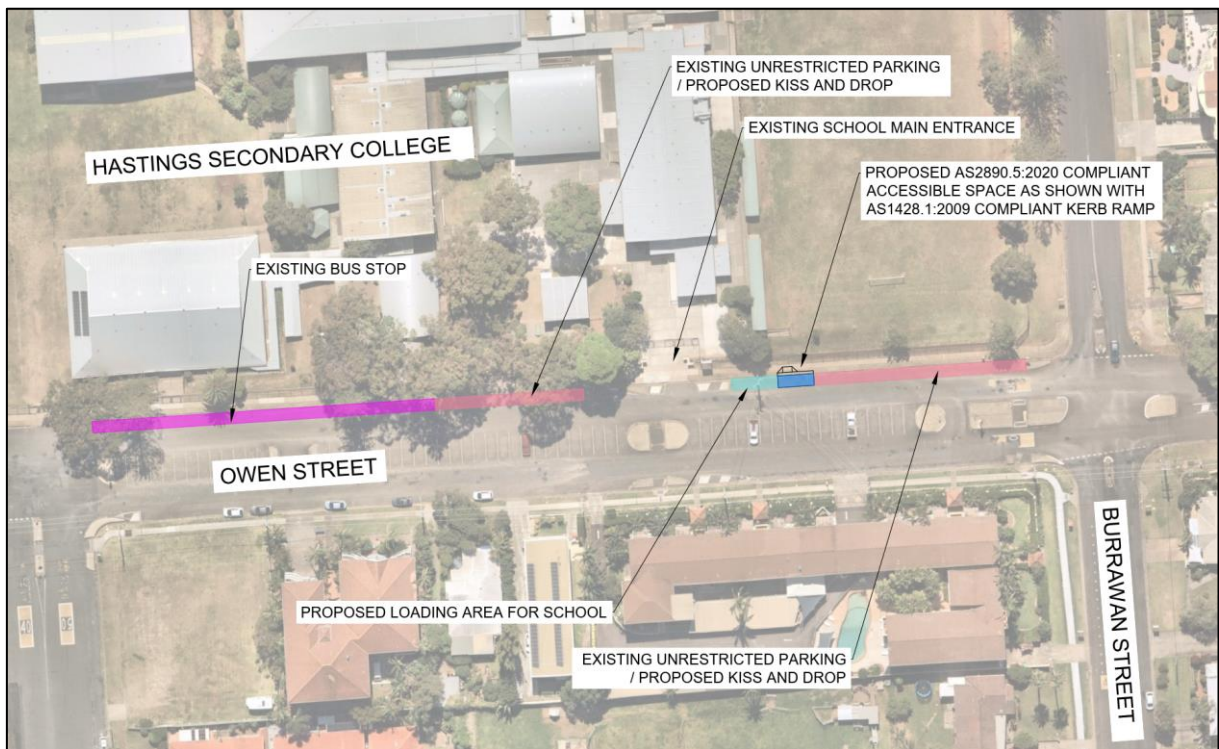 EXISTING UNRESTRICTED PARKING
/ PROPOSED KISS AND DROP
EXISTING SCHOOL MAIN ENTRANCE
HASTINGS SECONDARY COLLEGE
PROPOSED AS2890.5:2020 COMPLIANT
ACCESSIBLE SPACE AS SHOWN WITH
AS1428.1:2009 COMPLIANT KERB RAMP
EXISTING BUS STOP
OWEN STREET
BURRAWAN STREET
PROPOSED LOADING AREA FOR SCHOOL
EXISTING UNRESTRICTED PARKING
/ PROPOSED KISS AND DROP
40